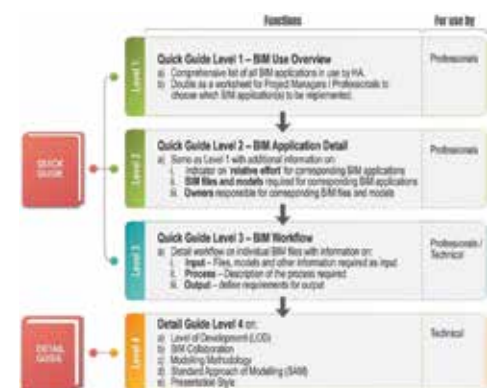 Functions
For use by
Level 1
Quick Guide Level 1 – BIM Use Overview
a) Comprehensive list of all BIM applications in use by HA.
b) Double as a worksheet for Project Managers / Professionals to
choose which BIM application(s) to be implemented.
Professionals
QUICK
GUIDE
Level 2
Quick Guide Level 2 – BIM Application Detail
a) Same as Level 1 with additional information on:
i. Indicator on 'relative effort' for corresponding BIM applications
ii. BIM files and models required for corresponding BIM applications
iii. Owners responsible for corresponding BIM files and models
Professionals
Level 3
Quick Guide Level 3 – BIM Workflow
a) Detail workflow on individual BIM files with information on:
i. Input – Files, models and other information required as input
ii. Process – Description of the process required
iii. Output – define requirements for output
Professionals /
Technical
DETAIL
GUIDE
Level 4
Detail Guide Level 4 on:
a) Level of Development (LOD)
b) BIM Collaboration
c) Modelling Methodology
d) Standard Approach of Modelling (SAM)
e) Presentation Style
Technical